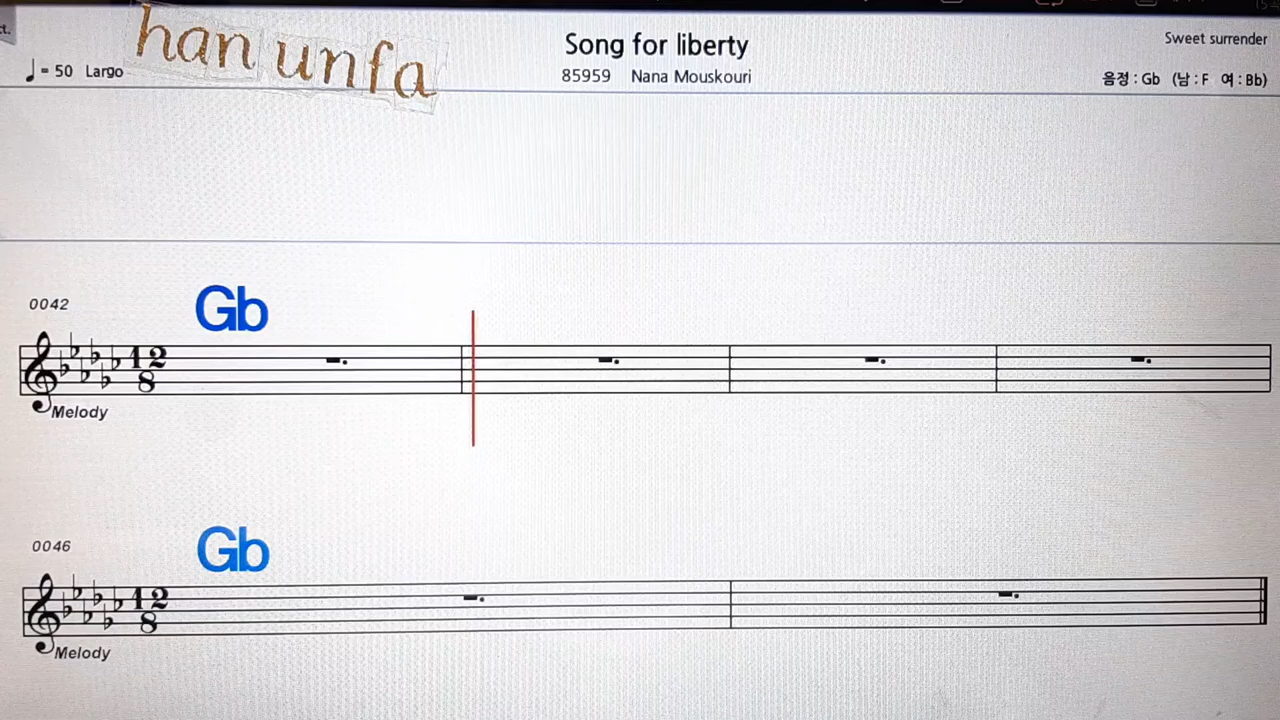 ct.
han unfa
Song for liberty
Sweet surrender
♩= 50 Largo
85959 Nana Mouskouri
음정 : Gb (남 : F 여 : Bb)
0042
Gb
12
8
Melody
0046
Gb
12
8
Melody